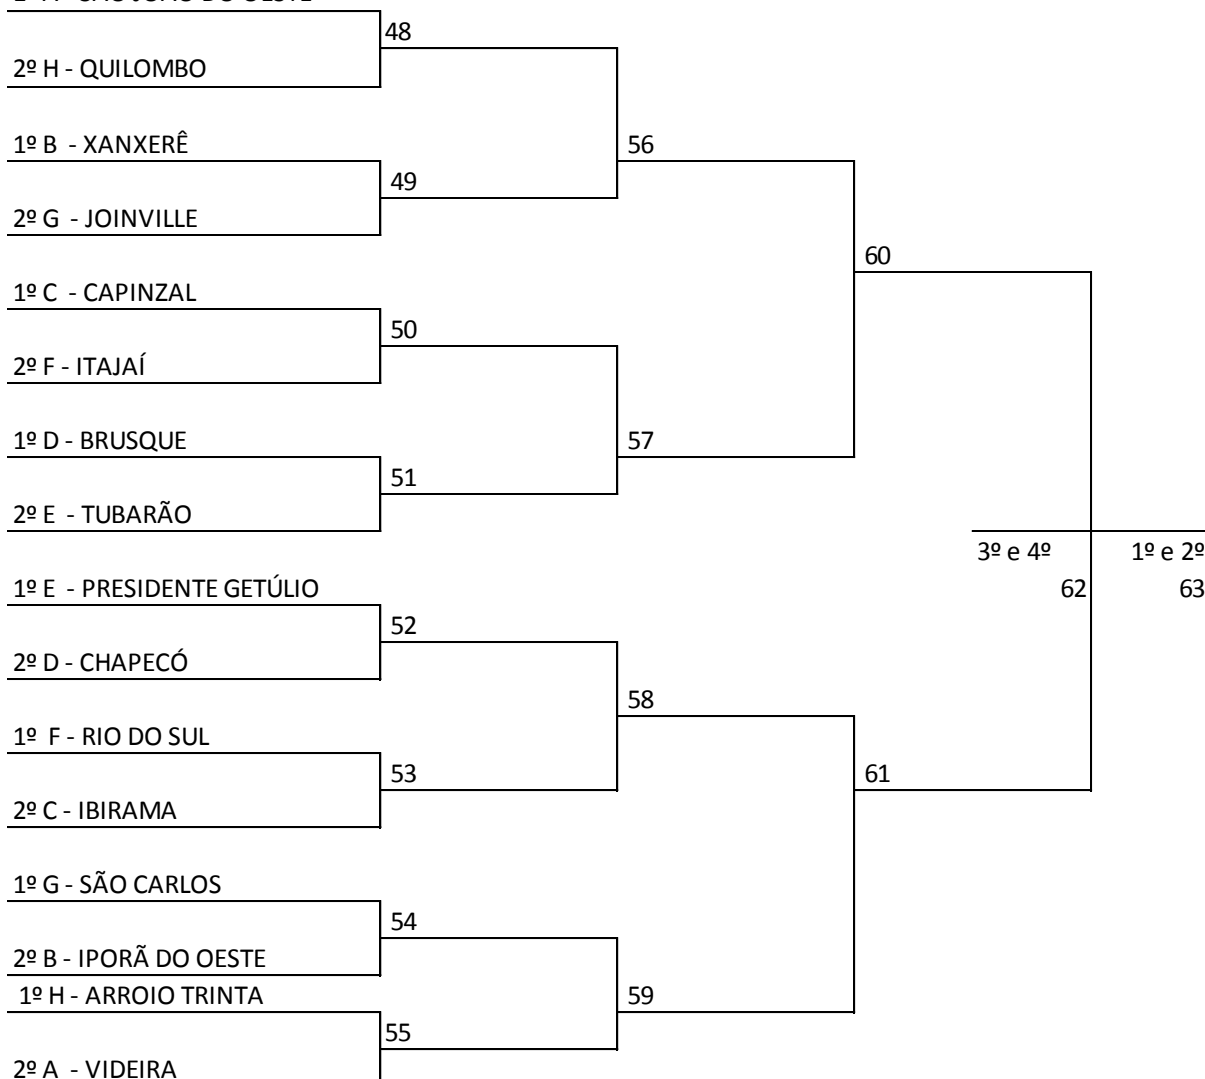 2º H - QUILOMBO
48
1º B - XANXERÊ
56
49
2º G - JOINVILLE
60
1º C - CAPINZAL
50
2º F - ITAJAÍ
1º D - BRUSQUE
57
51
2º E - TUBARÃO
3º e 4º
1º e 2º
1º E - PRESIDENTE GETÚLIO
62
63
52
2º D - CHAPECÓ
58
1º F - RIO DO SUL
53
61
2º C - IBIRAMA
1º G - SÃO CARLOS
54
2º B - IPORÃ DO OESTE
1º H - ARROIO TRINTA
59
55
2º A - VIDEIRA